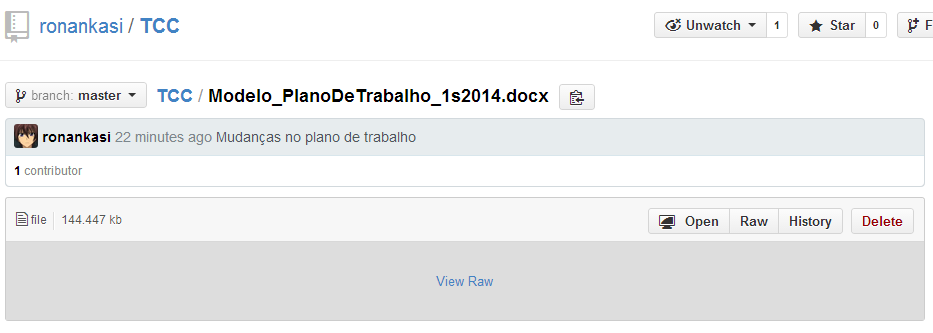 ronankasi / TCC
Unwatch 1 Star 0 F
branch: master TCC / Modelo_PlanoDeTrabalho_1s2014.docx
ronankasi 22 minutes ago Mudanças no plano de trabalho
1 contributor
file 144.447 kb Open Raw History Delete
View Raw